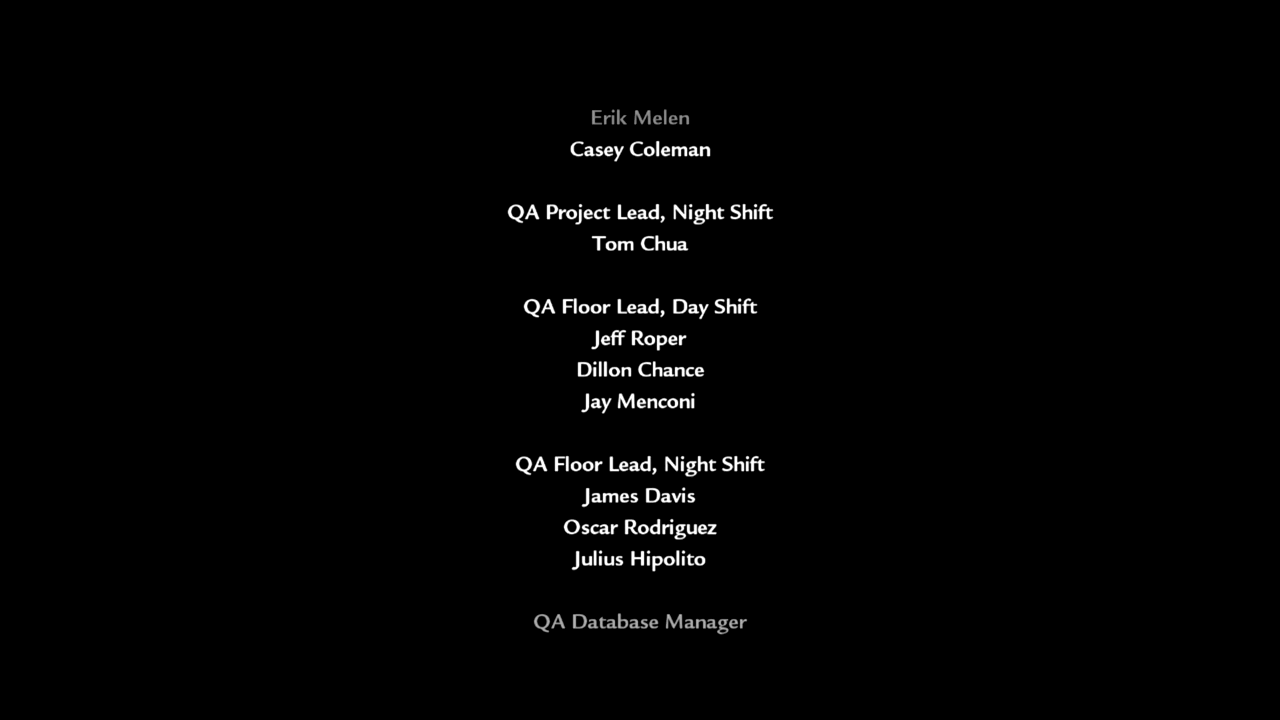 Erik Melen
Casey Coleman
QA Project Lead, Night Shift
Tom Chua
QA Floor Lead, Day Shift
Jeff Roper
Dillon Chance
Jay Menconi
QA Floor Lead, Night Shift
James Davis
Oscar Rodriguez
Julius Hipolito
QA Database Manager